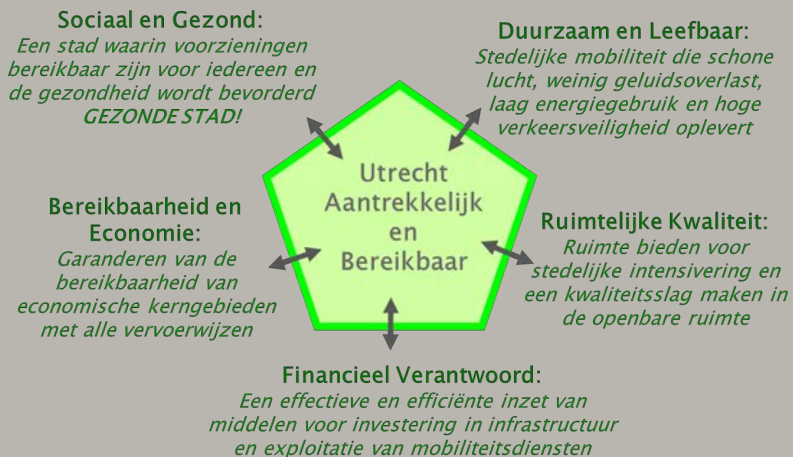 Sociaal en Gezond:
Een stad waarin voorzieningen
bereikbaar zijn voor iedereen en
de gezondheid wordt bevorderd
GEZONDE STAD!
Duurzaam en Leefbaar:
Stedelijke mobiliteit die schone
lucht, weinig geluidsoverlast,
laag energiegebruik en hoge
verkeersveiligheid oplevert
Utrecht
Aantrekkelijk
en
Bereikbaar
Bereikbaarheid en
Economie:
Garanderen van de
bereikbaarheid van
economische kerngebieden
met alle vervoerwijzen
Ruimtelijke Kwaliteit:
Ruimte bieden voor
stedelijke intensivering en
een kwaliteitsslag maken in
de openbare ruimte
Financieel Verantwoord:
Een effectieve en efficiënte inzet van
middelen voor investering in infrastructuur
en exploitatie van mobiliteitsdiensten